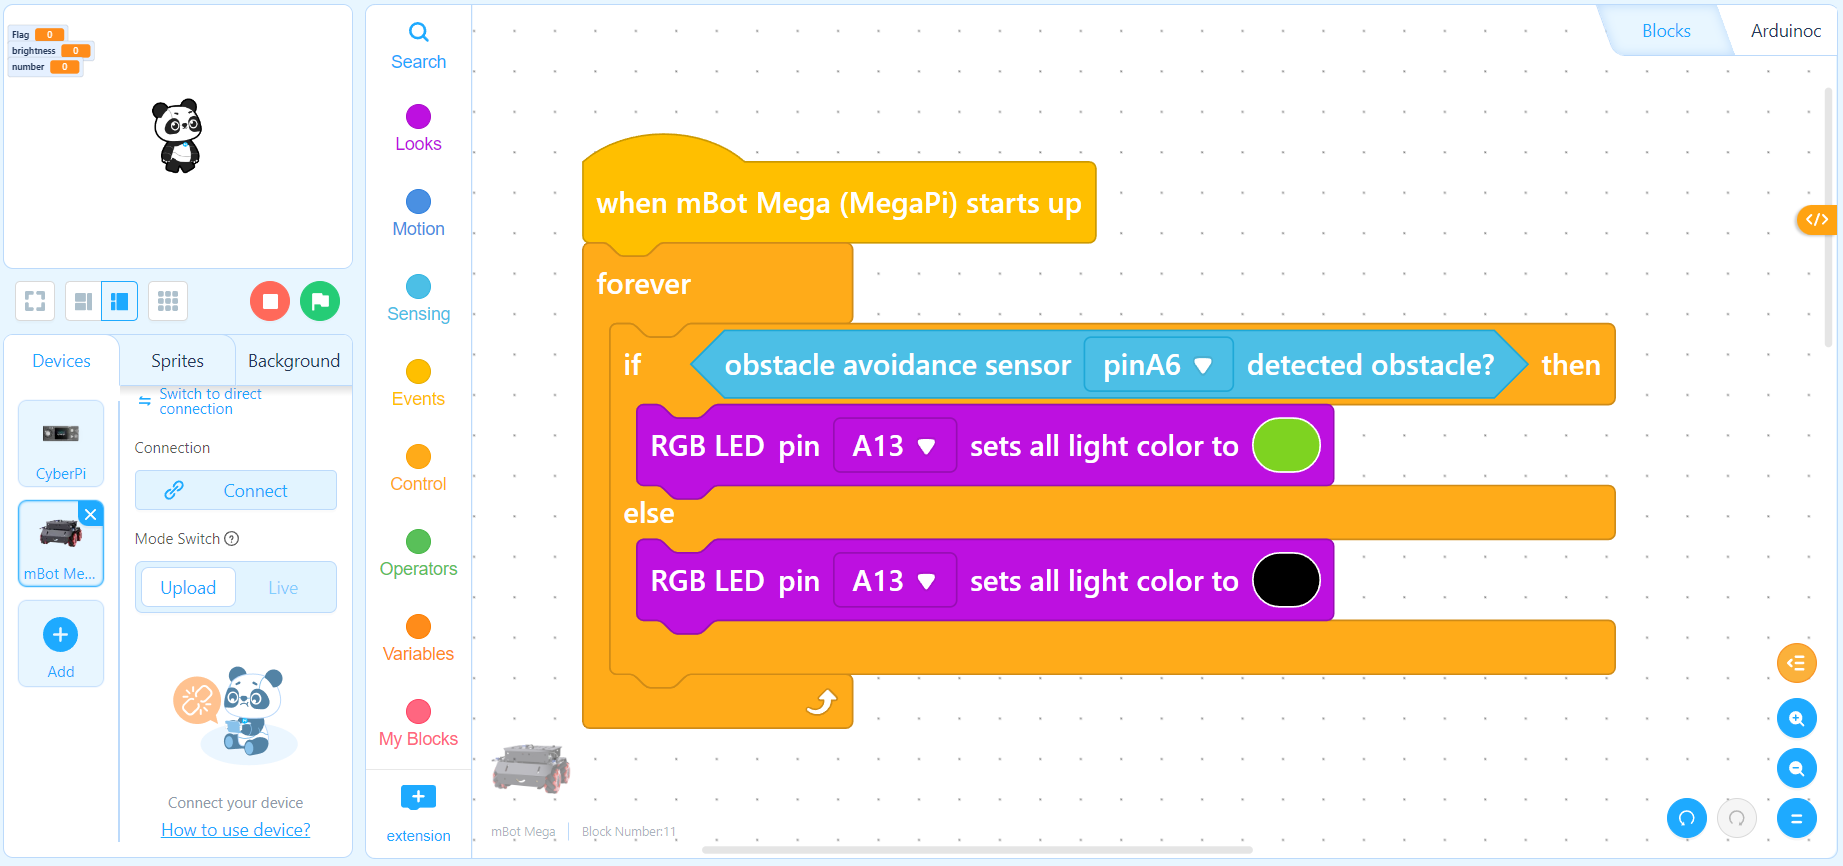 Flag 0
brightness 0
number 0
Devices
Sprites
Background
Switch to direct
connection
CyberPi
Connection
Connect
mBot Me...
Mode Switch ?
Upload
Live
Add
Connect your device
How to use device?
Search
Looks
Motion
Sensing
Events
Control
Operators
Variables
My Blocks
extension
Blocks
Arduinoc
</>
when mBot Mega (MegaPi) starts up
forever
if obstacle avoidance sensor pinA6 detected obstacle? then
RGB LED pin A13 sets all light color to
else
RGB LED pin A13 sets all light color to
mBot Mega
Block Number:11